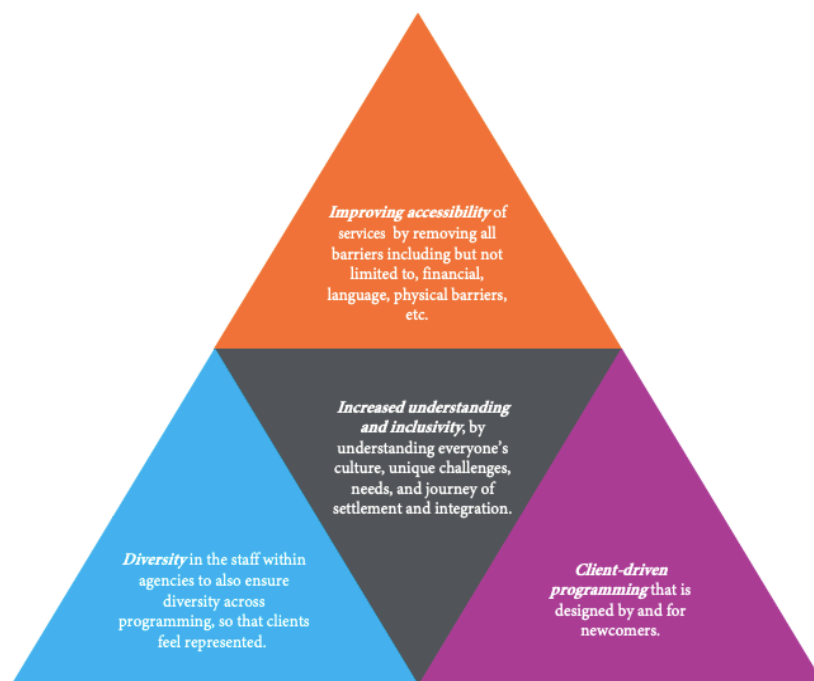 Improving accessibility of
services by removing all
barriers including but not
limited to, financial,
language, physical barriers,
etc.
Increased understanding
and inclusivity, by
understanding everyone’s
culture, unique challenges,
needs, and journey of
settlement and integration.
Diversity in the staff within
agencies to also ensure
diversity across
programming, so that clients
feel represented.
Client-driven
programming that is
designed by and for
newcomers.